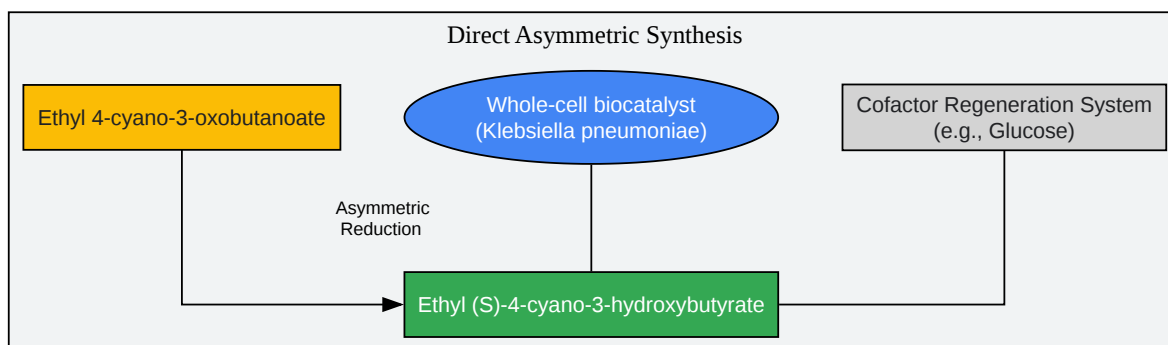 Direct Asymmetric Synthesis
Ethyl 4-cyano-3-oxobutanoate
Whole-cell biocatalyst
(Klebsiella pneumoniae)
Cofactor Regeneration System
(e.g., Glucose)
Asymmetric
Reduction
Ethyl (S)-4-cyano-3-hydroxybutyrate